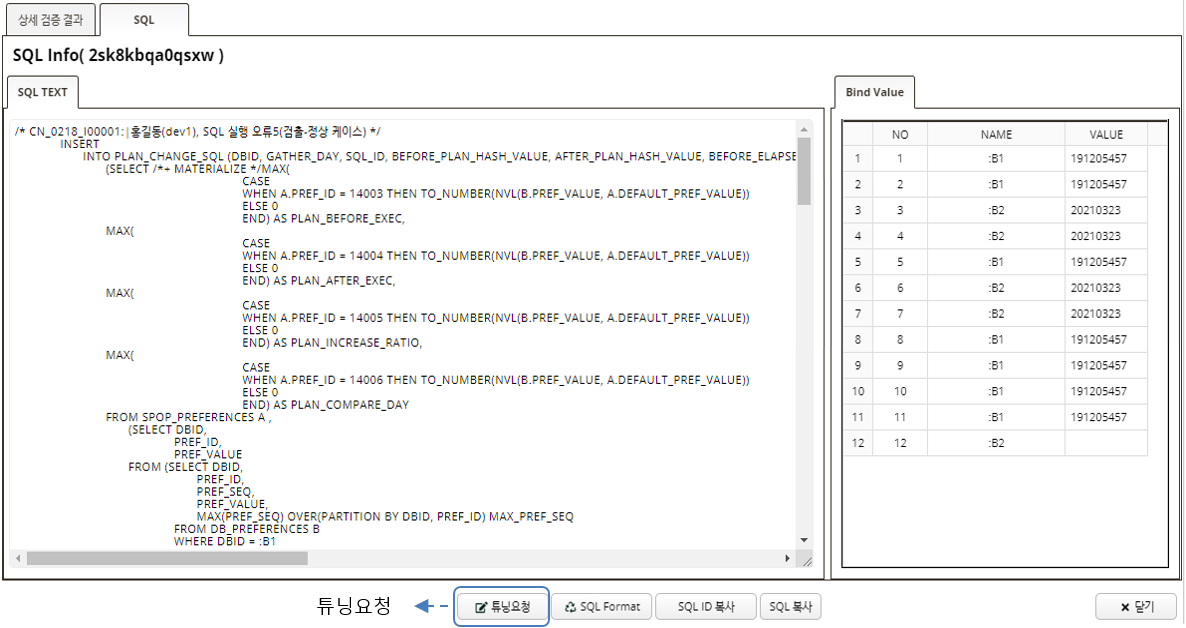 상세 검증 결과
SQL
SQL Info( 2sk8kbqa0qsxw )
SQL TEXT
/* CN_0218_I00001:|홍길동(dev1), SQL 실행 오류5(검출-정상 케이스) */
INSERT
INTO PLAN_CHANGE_SQL (DBID, GATHER_DAY, SQL_ID, BEFORE_PLAN_HASH_VALUE, AFTER_PLAN_HASH_VALUE, BEFORE_ELAPSE
(SELECT /*+ MATERIALIZE */MAX(
CASE
WHEN A.PREF_ID = 14003 THEN TO_NUMBER(NVL(B.PREF_VALUE, A.DEFAULT_PREF_VALUE))
ELSE 0
END) AS PLAN_BEFORE_EXEC,
MAX(
CASE
WHEN A.PREF_ID = 14004 THEN TO_NUMBER(NVL(B.PREF_VALUE, A.DEFAULT_PREF_VALUE))
ELSE 0
END) AS PLAN_AFTER_EXEC,
MAX(
CASE
WHEN A.PREF_ID = 14005 THEN TO_NUMBER(NVL(B.PREF_VALUE, A.DEFAULT_PREF_VALUE))
ELSE 0
END) AS PLAN_INCREASE_RATIO,
MAX(
CASE
WHEN A.PREF_ID = 14006 THEN TO_NUMBER(NVL(B.PREF_VALUE, A.DEFAULT_PREF_VALUE))
ELSE 0
END) AS PLAN_COMPARE_DAY
FROM SPOP_PREFERENCES A ,
(SELECT DBID,
PREF_ID,
PREF_VALUE
FROM (SELECT DBID,
PREF_ID,
PREF_SEQ,
PREF_VALUE,
MAX(PREF_SEQ) OVER(PARTITION BY DBID, PREF_ID) MAX_PREF_SEQ
FROM DB_PREFERENCES B
WHERE DBID = :B1
Bind Value
NO NAME VALUE
1 1 :B1 191205457
2 2 :B1 191205457
3 3 :B2 20210323
4 4 :B2 20210323
5 5 :B1 191205457
6 6 :B2 20210323
7 7 :B2 20210323
8 8 :B1 191205457
9 9 :B1 191205457
10 10 :B1 191205457
11 11 :B1 191205457
12 12 :B2
튜닝요청
튜닝요청
SQL Format
SQL ID 복사
SQL 복사
닫기